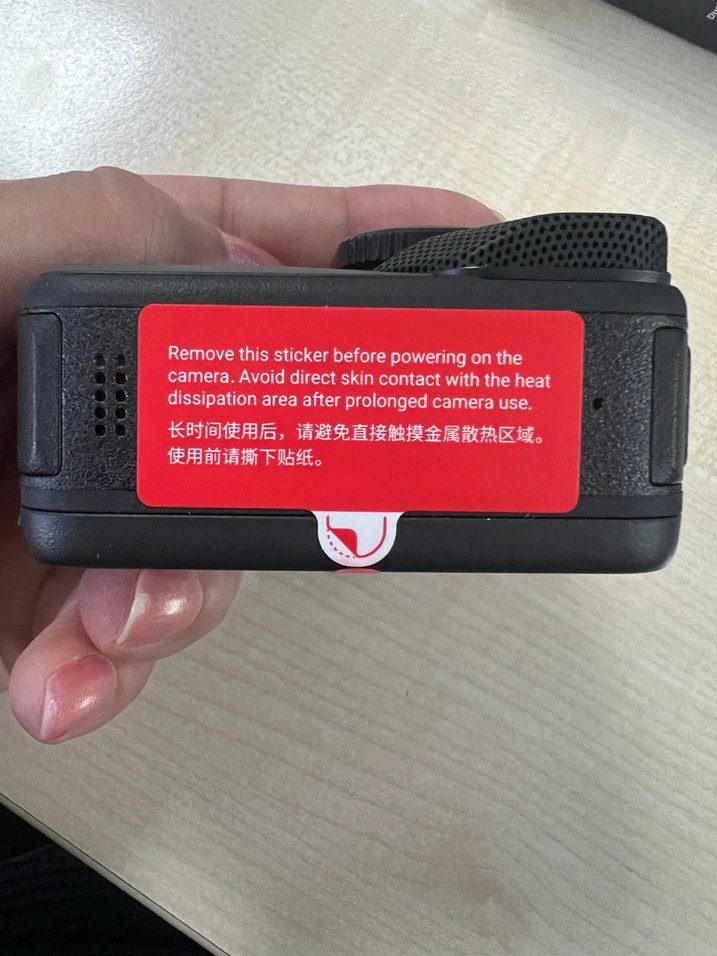 Remove this sticker before powering on the
camera. Avoid direct skin contact with the heat
dissipation area after prolonged camera use.
长时间使用后，请避免直接触摸金属散热区域。
使用前请撕下贴纸。